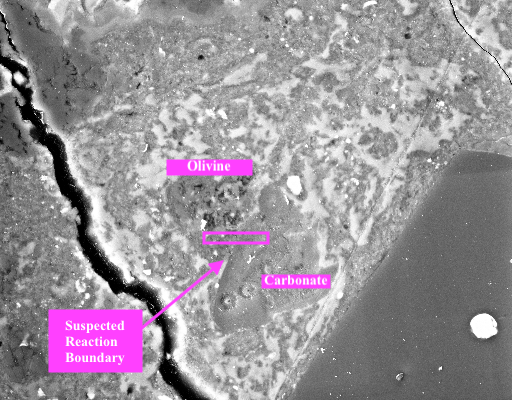 Olivine
Carbonate
Suspected
Reaction
Boundary